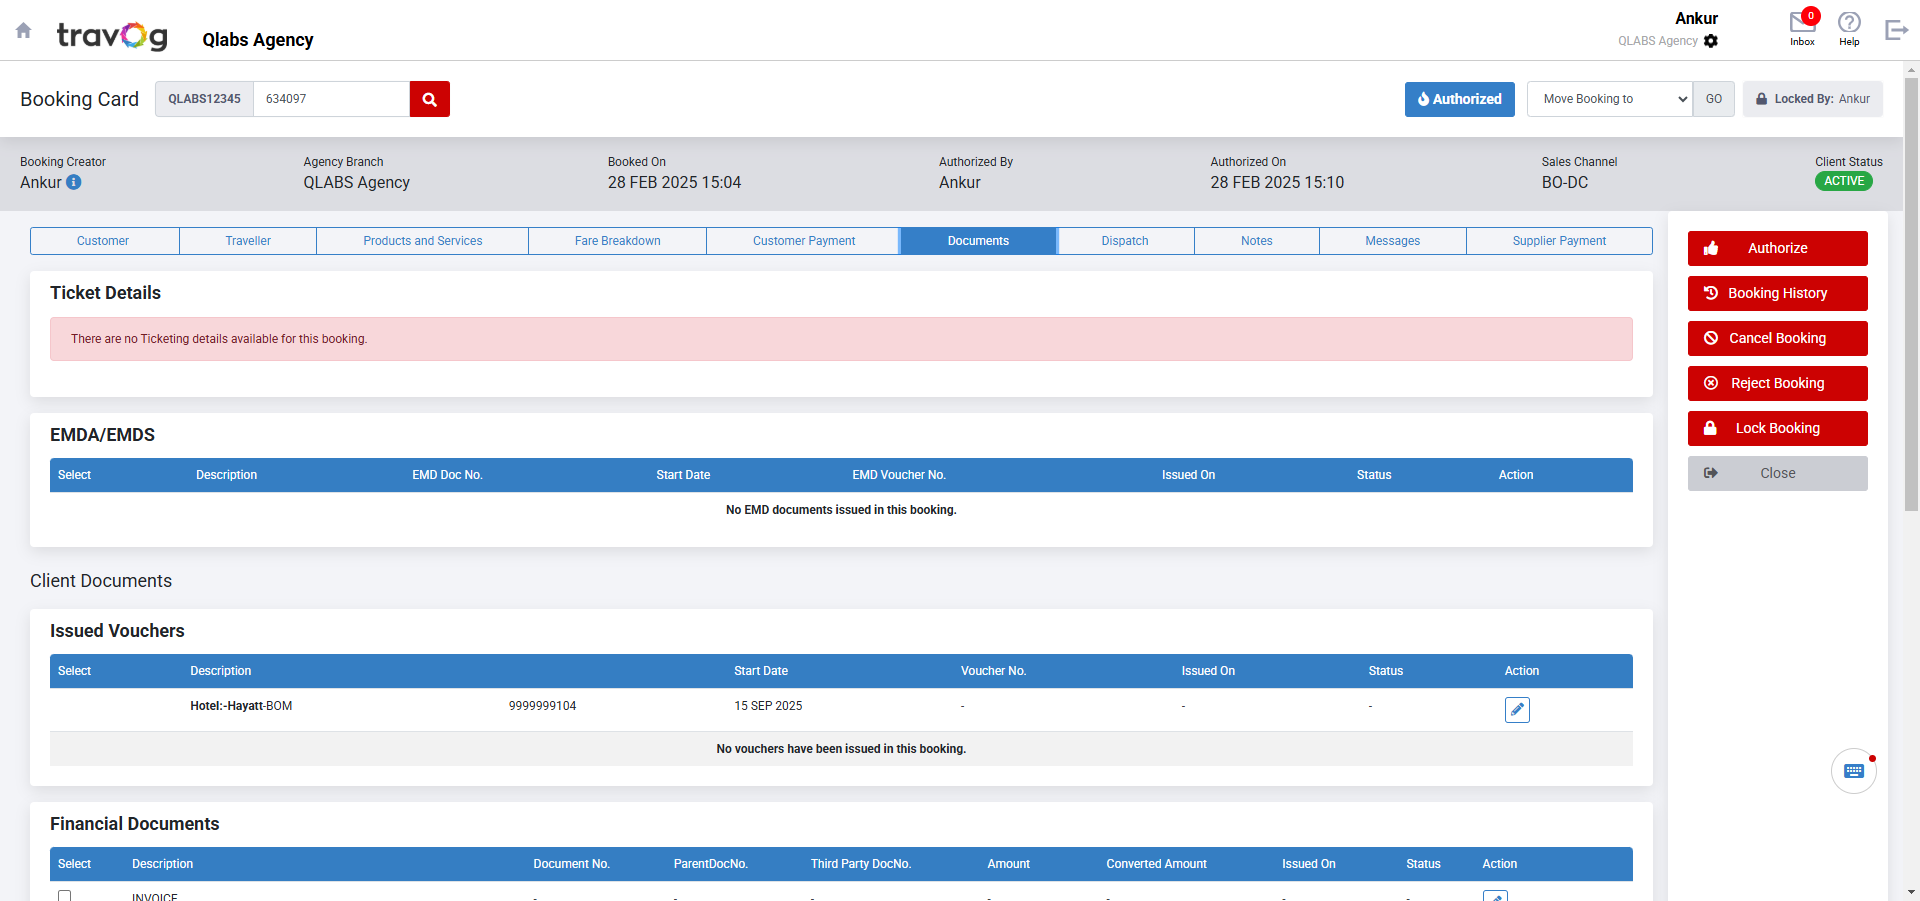 travog
Qlabs Agency
Ankur
QLABS Agency
0
Inbox
Help
Booking Card
QLABS12345
634097
Authorized
Move Booking to
GO
Locked By: Ankur
Booking Creator
Ankur
Agency Branch
QLABS Agency
Booked On
28 FEB 2025 15:04
Authorized By
Ankur
Authorized On
28 FEB 2025 15:10
Sales Channel
BO-DC
Client Status
ACTIVE
Customer
Traveller
Products and Services
Fare Breakdown
Customer Payment
Documents
Dispatch
Notes
Messages
Supplier Payment
Authorize
Booking History
Cancel Booking
Reject Booking
Lock Booking
Close
Ticket Details
There are no Ticketing details available for this booking.
EMDA/EMDS
Select Description EMD Doc No. Start Date EMD Voucher No. Issued On Status Action
No EMD documents issued in this booking.
Client Documents
Issued Vouchers
Select Description Start Date Voucher No. Issued On Status Action
Hotel:-Hayatt-BOM 9999999104 15 SEP 2025 - - -
No vouchers have been issued in this booking.
Financial Documents
Select Description Document No. ParentDocNo. Third Party DocNo. Amount Converted Amount Issued On Status Action
INVOICE - - - - - - -